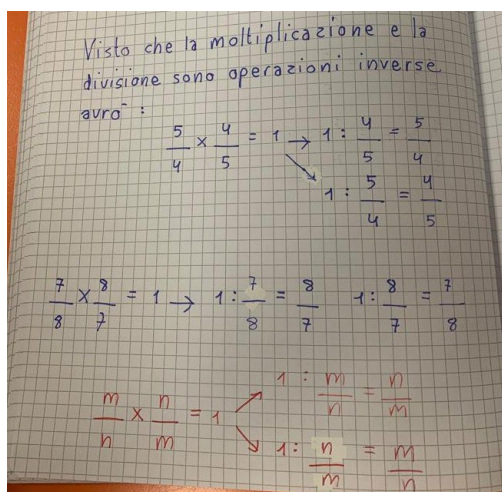 Visto che la moltiplicazione e la
divisione sono operazioni inverse
avro- :
5/4 x 4/5 = 1 → 1 : 4/5 = 5/4
↘ 1 : 5/4 = 4/5
7/8 x 8/7 = 1 → 1 : 7/8 = 8/7 1 : 8/7 = 7/8
↗ 1 : m/n = n/m
m/n x n/m = 1
↘ 1 : n/m = m/n